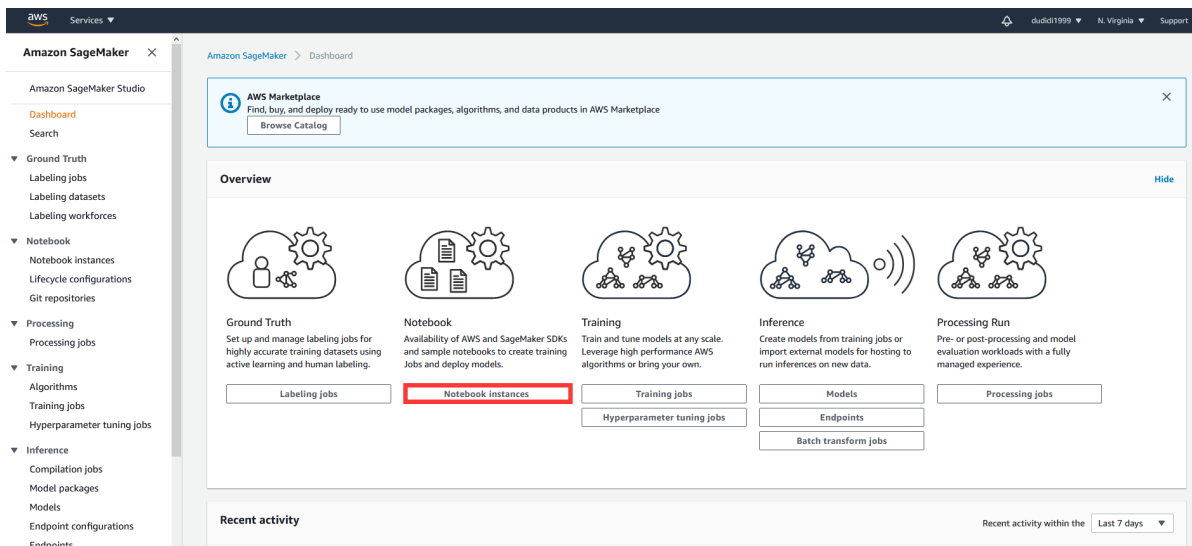 aws
Services ▼
dudidi1999 ▼
N. Virginia ▼
Support
Amazon SageMaker
Amazon SageMaker Studio
Dashboard
Search
Ground Truth
Labeling jobs
Labeling datasets
Labeling workforces
Notebook
Notebook instances
Lifecycle configurations
Git repositories
Processing
Processing jobs
Training
Algorithms
Training jobs
Hyperparameter tuning jobs
Inference
Compilation jobs
Model packages
Models
Endpoint configurations
Endpoints
Amazon SageMaker > Dashboard
AWS Marketplace
Find, buy, and deploy ready to use model packages, algorithms, and data products in AWS Marketplace
Browse Catalog
Overview
Hide
Ground Truth
Set up and manage labeling jobs for
highly accurate training datasets using
active learning and human labeling.
Labeling jobs
Notebook
Availability of AWS and SageMaker SDKs
and sample notebooks to create training
Jobs and deploy models.
Notebook instances
Training
Train and tune models at any scale.
Leverage high performance AWS
algorithms or bring your own.
Training jobs
Hyperparameter tuning jobs
Inference
Create models from training jobs or
import external models for hosting to
run inferences on new data.
Models
Endpoints
Batch transform jobs
Processing Run
Pre- or post-processing and model
evaluation workloads with a fully
managed experience.
Processing jobs
Recent activity
Recent activity within the
Last 7 days ▼